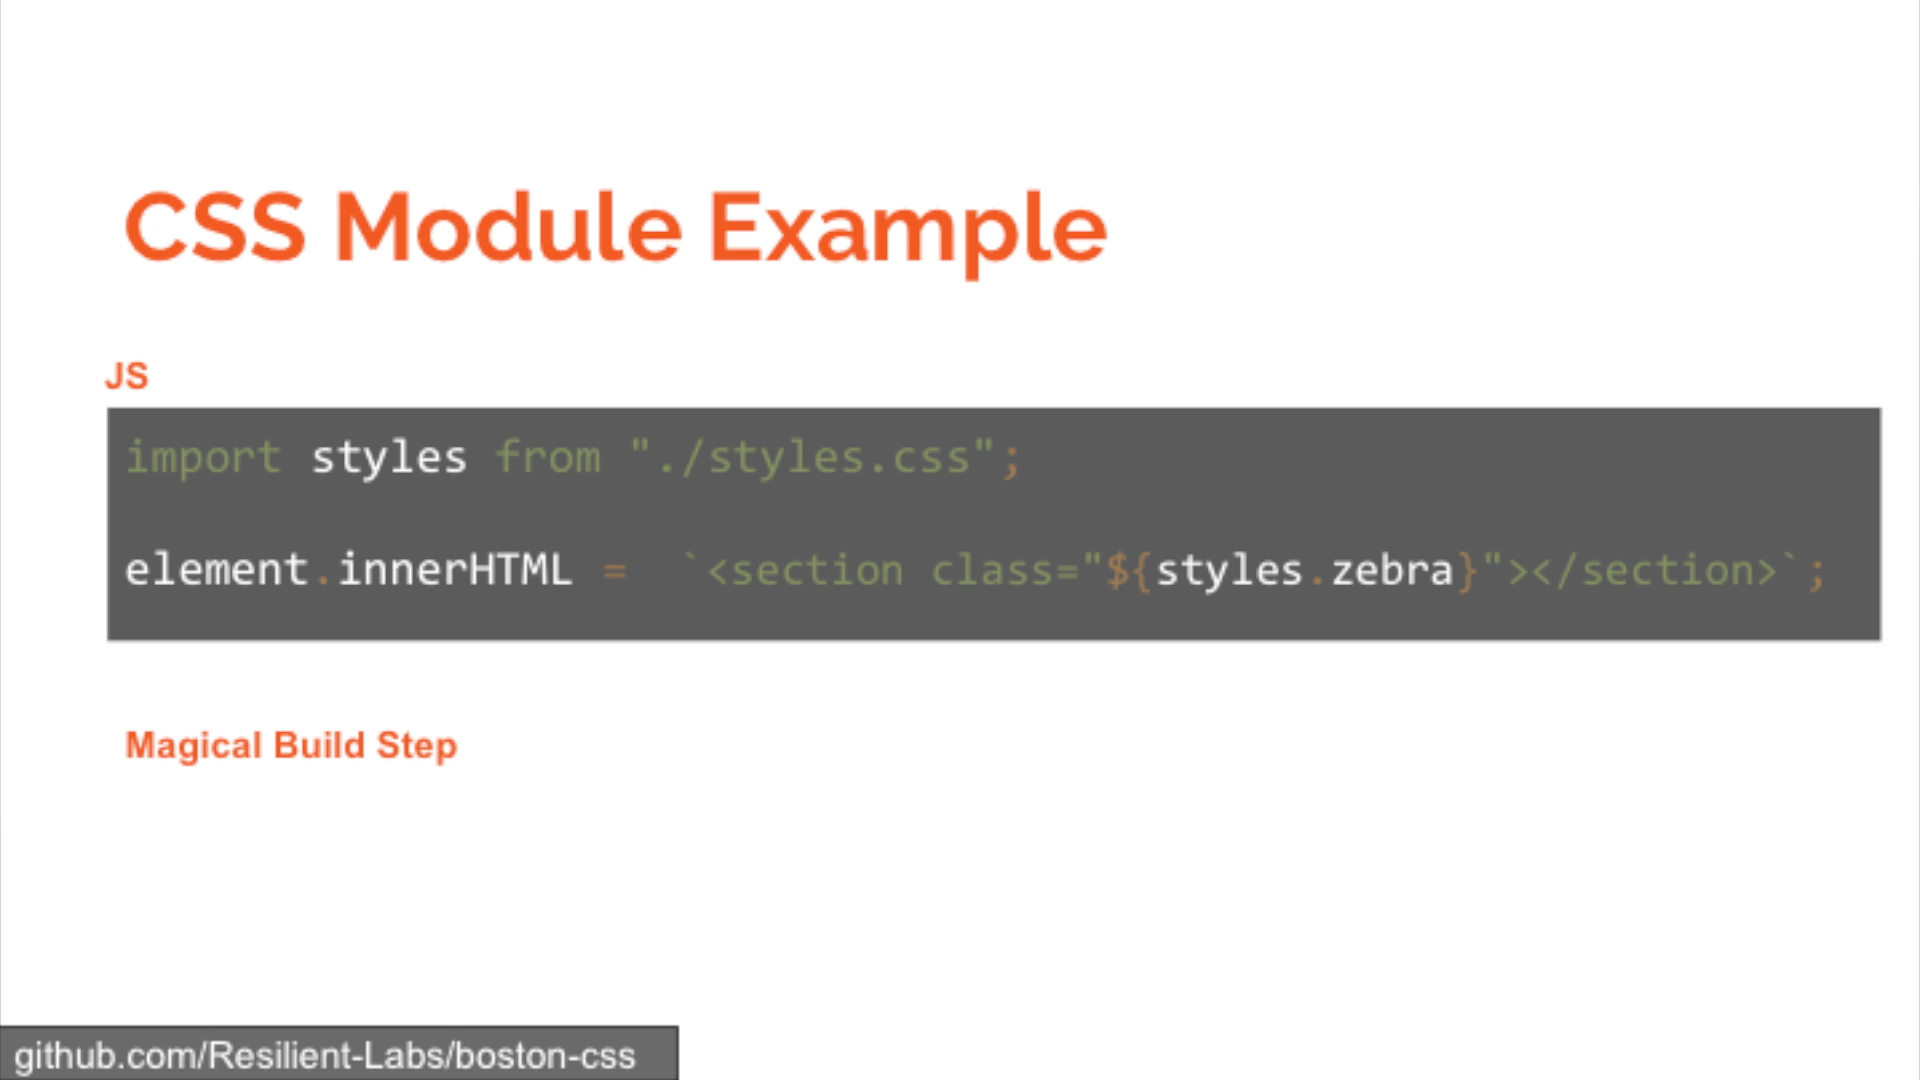 CSS Module Example
JS
import styles from "./styles.css";
element.innerHTML =  `<section class="${styles.zebra}"></section>`;
Magical Build Step
github.com/Resilient-Labs/boston-css